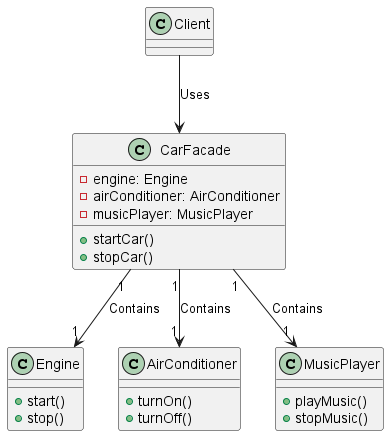 C Client
Uses
C CarFacade
engine: Engine
airConditioner: AirConditioner
musicPlayer: MusicPlayer
startCar()
stopCar()
1 1 1
Contains Contains Contains
1 1 1
C Engine
start()
stop()
C AirConditioner
turnOn()
turnOff()
C MusicPlayer
playMusic()
stopMusic()